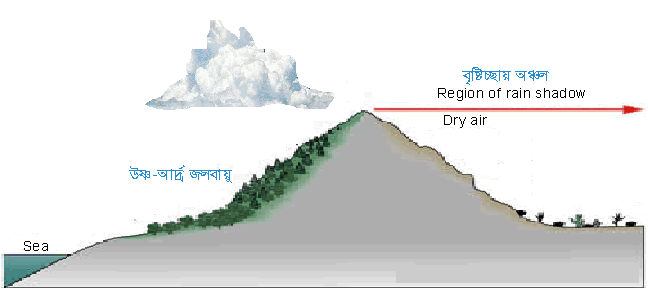 বৃষ্টিচ্ছায় অঞ্চল
Region of rain shadow
Dry air
উষ্ণ-আর্দ্র জলবায়ূ
Sea